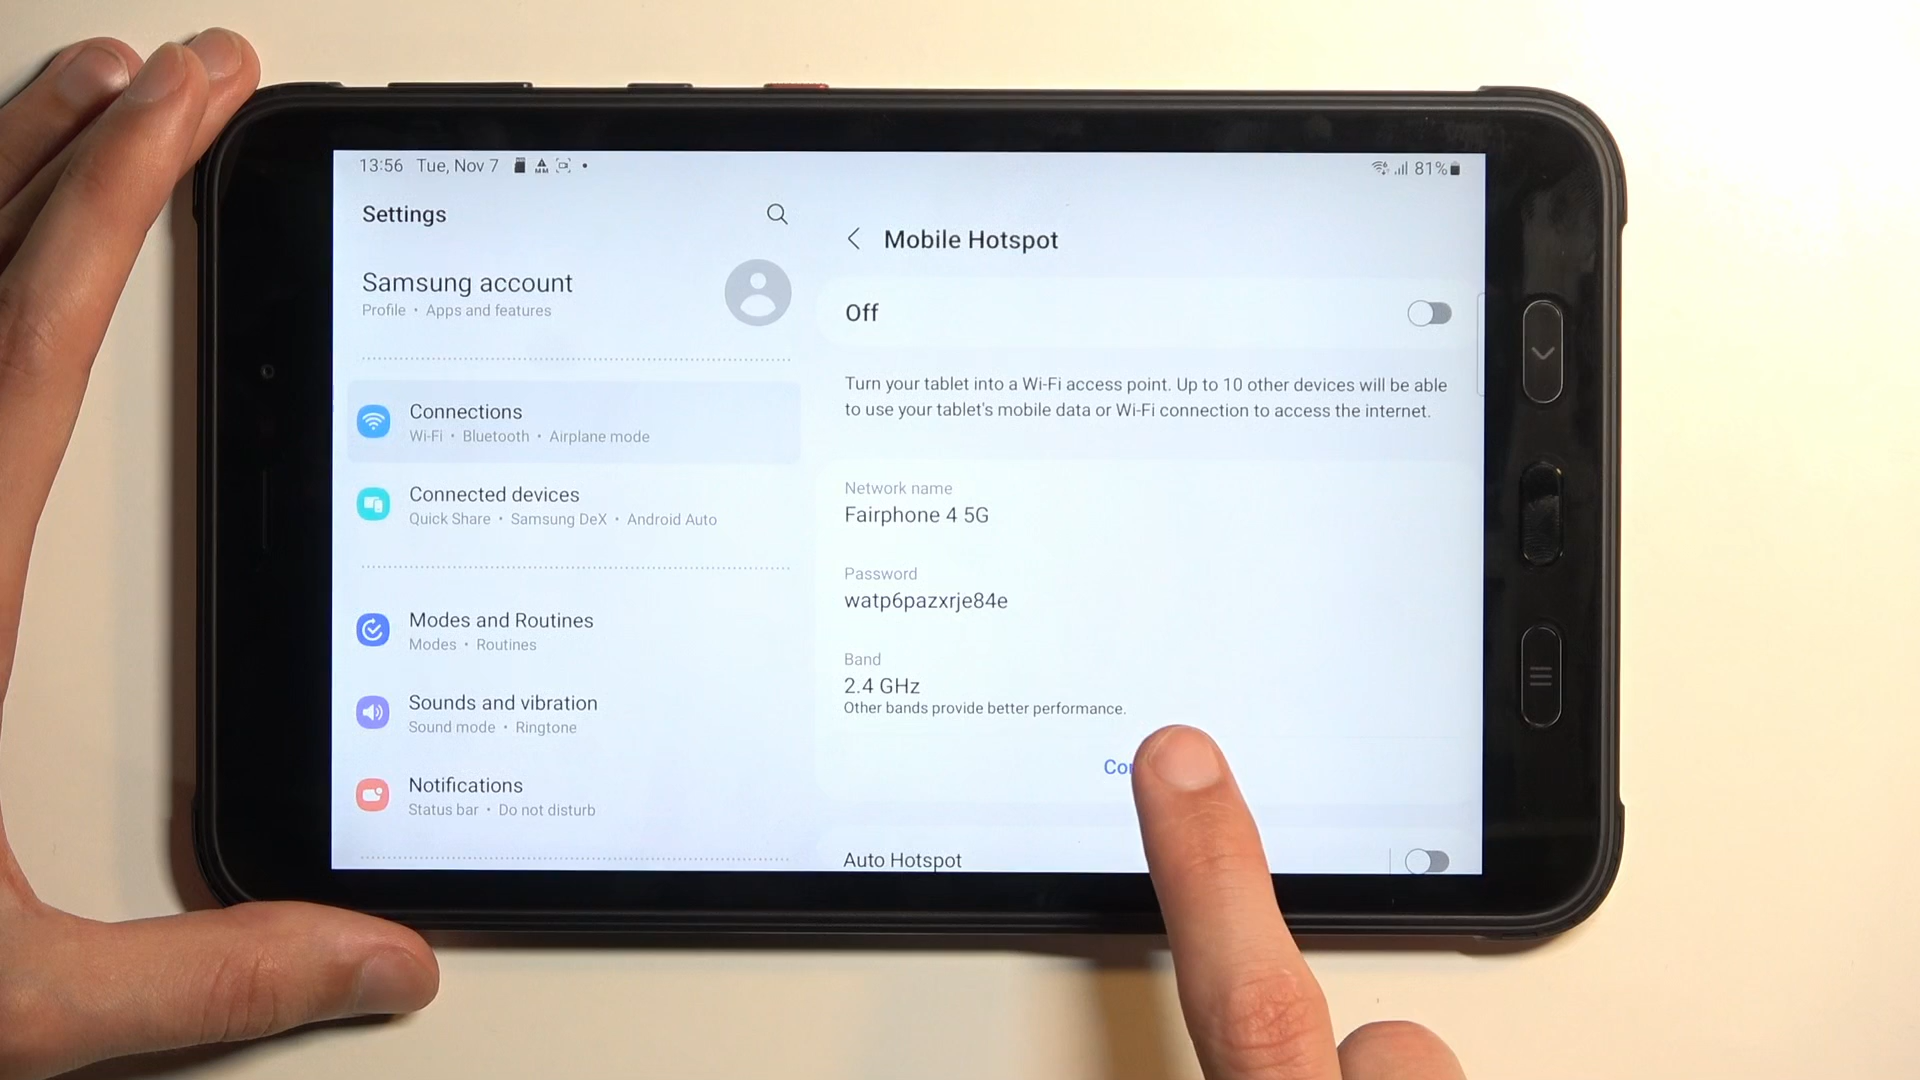 13:56 Tue, Nov 7
81%
Settings
Samsung account
Profile • Apps and features
Connections
Wi-Fi • Bluetooth • Airplane mode
Connected devices
Quick Share • Samsung DeX • Android Auto
Modes and Routines
Modes • Routines
Sounds and vibration
Sound mode • Ringtone
Notifications
Status bar • Do not disturb
Mobile Hotspot
Off
Turn your tablet into a Wi-Fi access point. Up to 10 other devices will be able
to use your tablet's mobile data or Wi-Fi connection to access the internet.
Network name
Fairphone 4 5G
Password
watp6pazxrje84e
Band
2.4 GHz
Other bands provide better performance.
Auto Hotspot